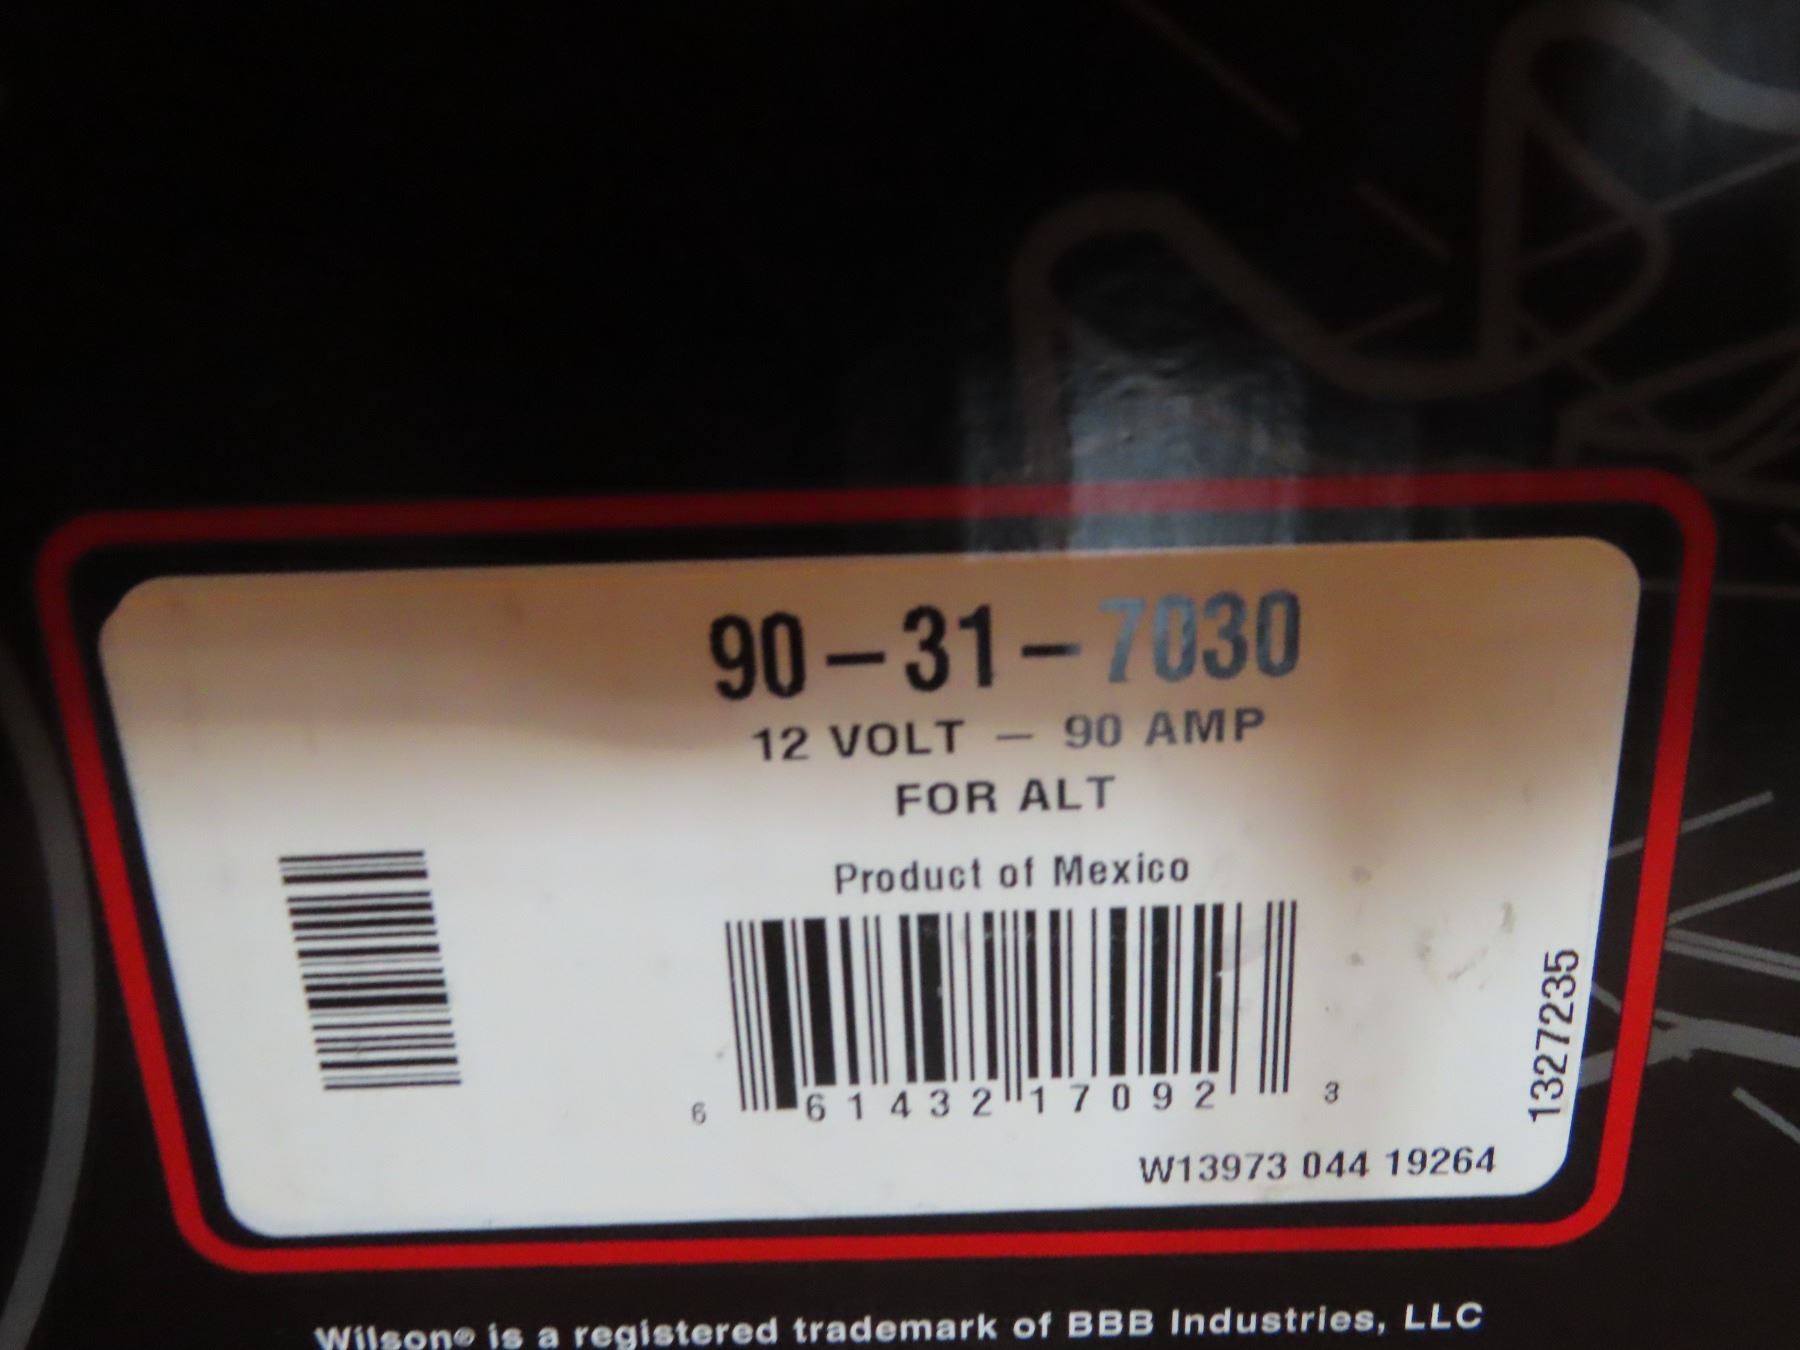 90-31-7030
12 VOLT - 90 AMP
FOR ALT
Product of Mexico
6 61432 17092 3
1327235
W13973 044 19264
Wilson® is a registered trademark of BBB Industries, LLC